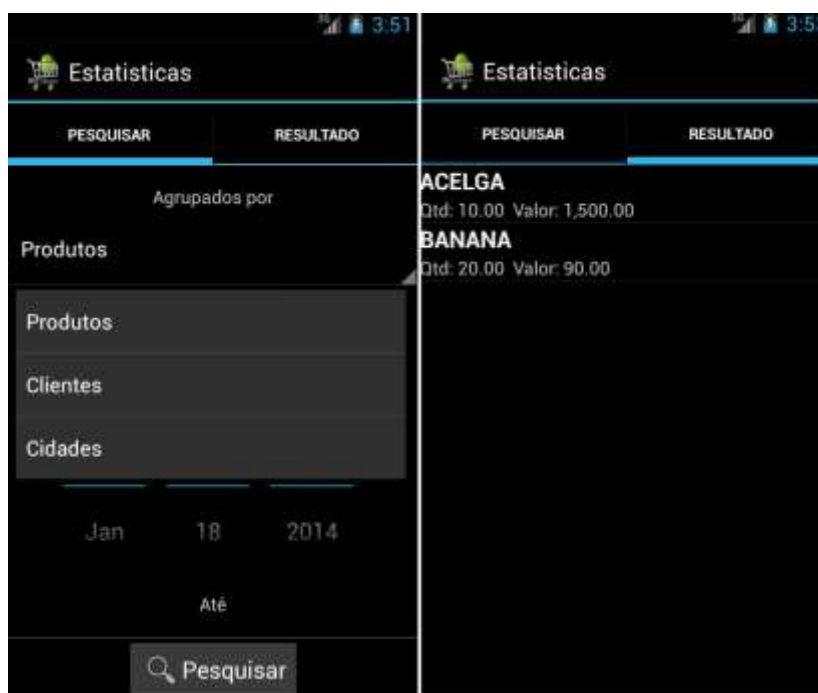 3G 3:51
Estatisticas
PESQUISAR RESULTADO
Agrupados por
Produtos
Produtos
Clientes
Cidades
Jan 18 2014
Até
Pesquisar
Estatisticas
PESQUISAR RESULTADO
ACELGA
Qtd: 10.00 Valor: 1,500.00
BANANA
Qtd: 20.00 Valor: 90.00